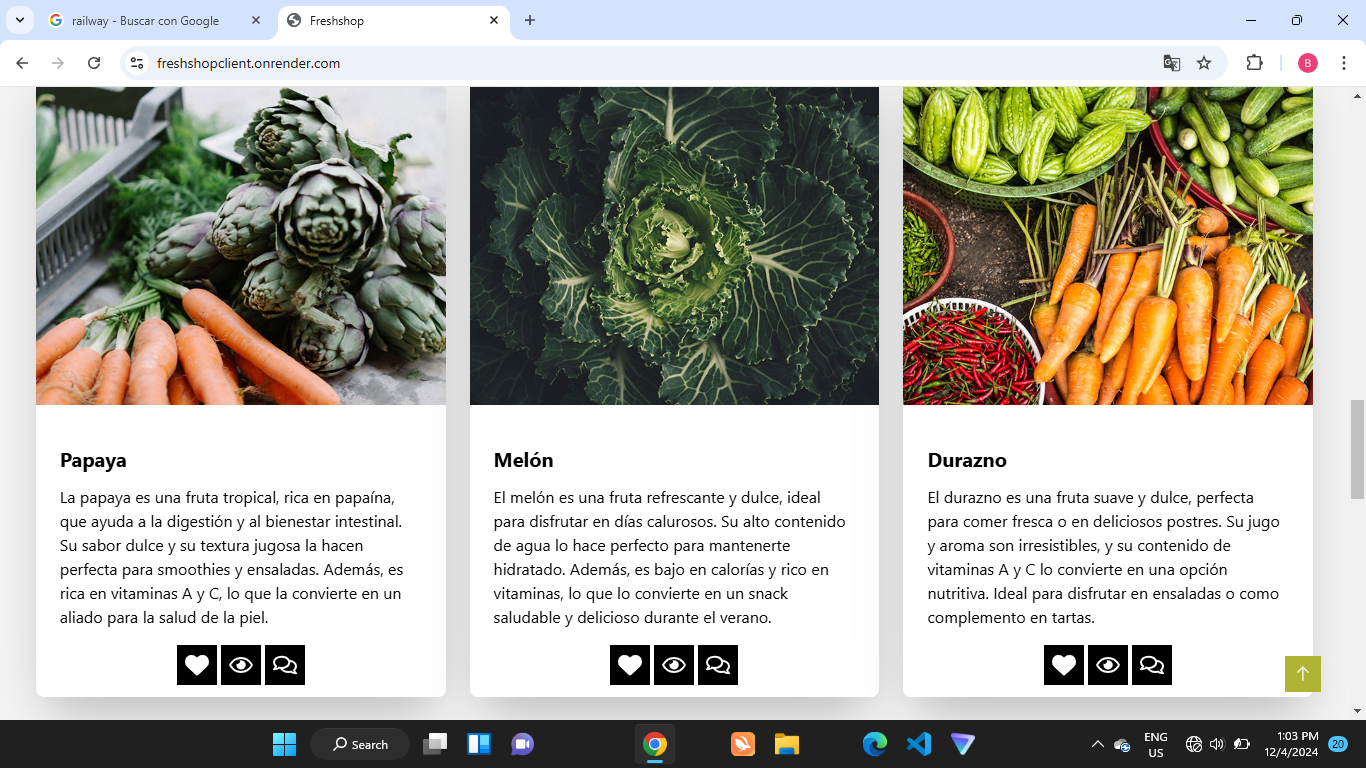 railway - Buscar con Google
Freshshop
freshshopclient.onrender.com
B
Papaya
La papaya es una fruta tropical, rica en papaína,
que ayuda a la digestión y al bienestar intestinal.
Su sabor dulce y su textura jugosa la hacen
perfecta para smoothies y ensaladas. Además, es
rica en vitaminas A y C, lo que la convierte en un
aliado para la salud de la piel.
Melón
El melón es una fruta refrescante y dulce, ideal
para disfrutar en días calurosos. Su alto contenido
de agua lo hace perfecto para mantenerte
hidratado. Además, es bajo en calorías y rico en
vitaminas, lo que lo convierte en un snack
saludable y delicioso durante el verano.
Durazno
El durazno es una fruta suave y dulce, perfecta
para comer fresca o en deliciosos postres. Su jugo
y aroma son irresistibles, y su contenido de
vitaminas A y C lo convierte en una opción
nutritiva. Ideal para disfrutar en ensaladas o como
complemento en tartas.
Search
ENG
US
1:03 PM
12/4/2024
20